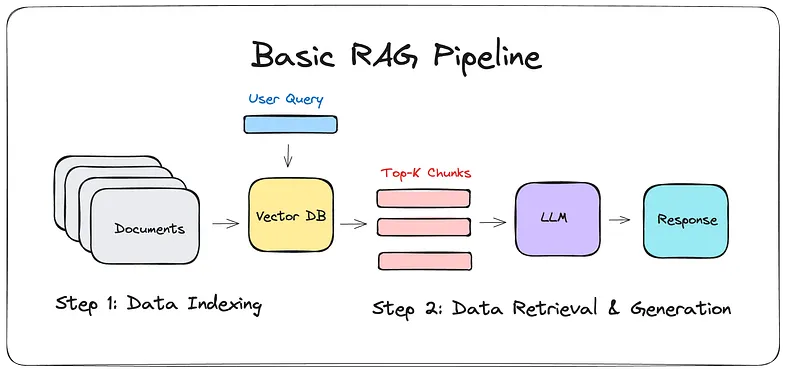 Basic RAG Pipeline
User Query
Top-K Chunks
Documents
Vector DB
LLM
Response
Step 1: Data Indexing
Step 2: Data Retrieval & Generation